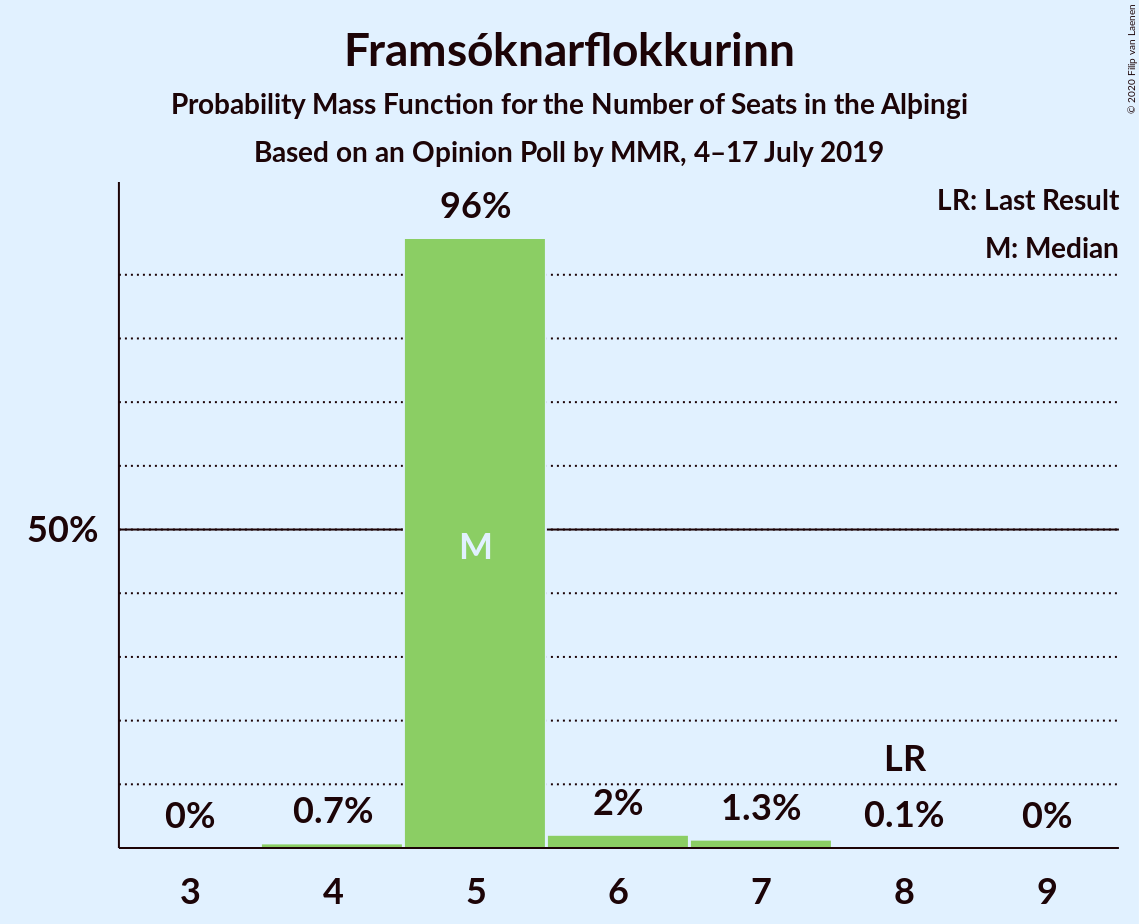 Framsóknarflokkurinn
Probability Mass Function for the Number of Seats in the Alþingi
Based on an Opinion Poll by MMR, 4–17 July 2019
© 2020 Filip van Laenen
LR: Last Result
M: Median
96%
50%
M
LR
0%
0.7%
2%
1.3%
0.1%
0%
3
4
5
6
7
8
9